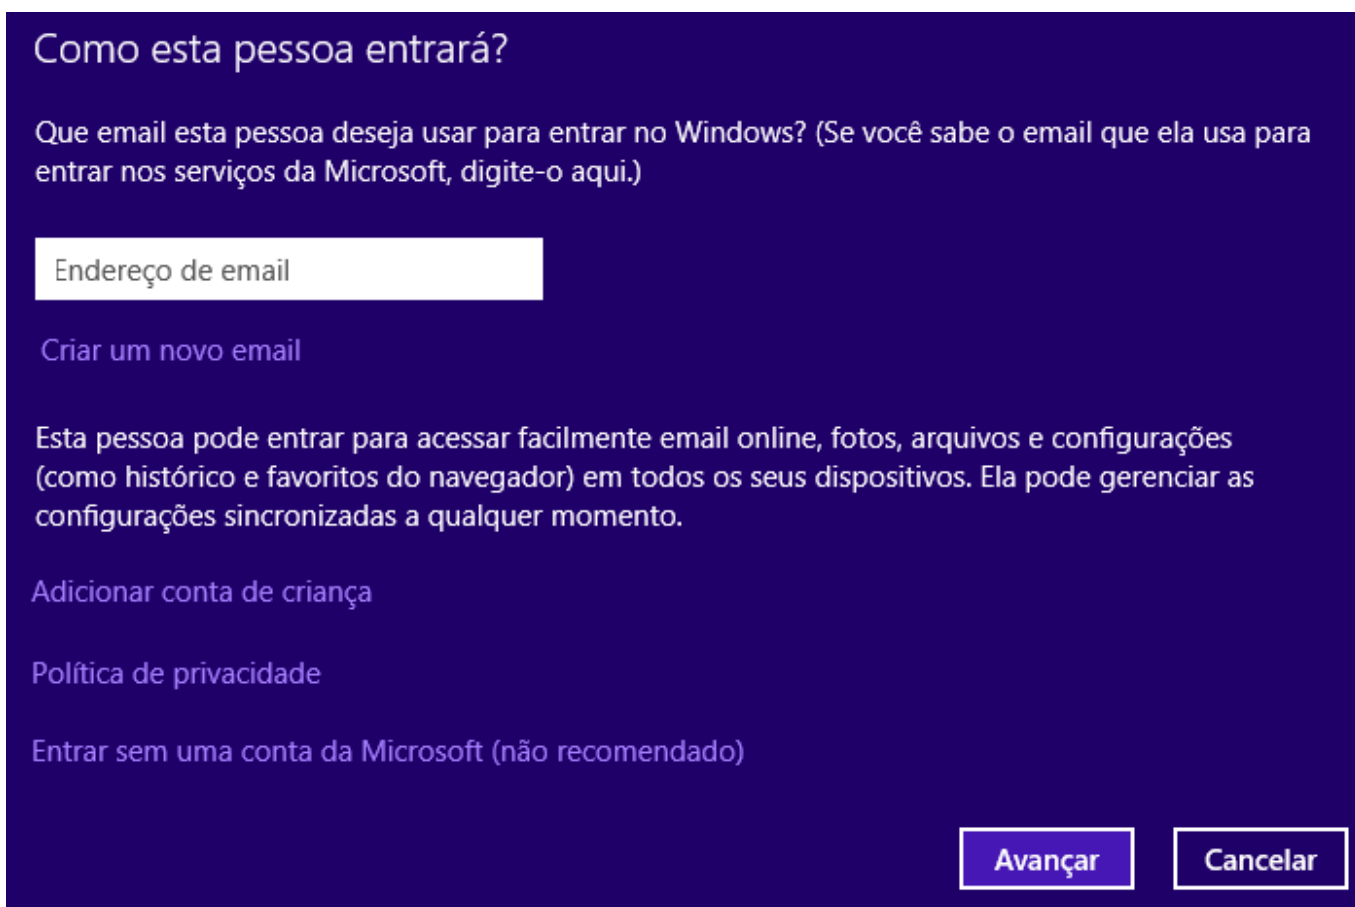 Como esta pessoa entrará?
Que email esta pessoa deseja usar para entrar no Windows? (Se você sabe o email que ela usa para
entrar nos serviços da Microsoft, digite-o aqui.)
Endereço de email
Criar um novo email
Esta pessoa pode entrar para acessar facilmente email online, fotos, arquivos e configurações
(como histórico e favoritos do navegador) em todos os seus dispositivos. Ela pode gerenciar as
configurações sincronizadas a qualquer momento.
Adicionar conta de criança
Política de privacidade
Entrar sem uma conta da Microsoft (não recomendado)
Avançar Cancelar